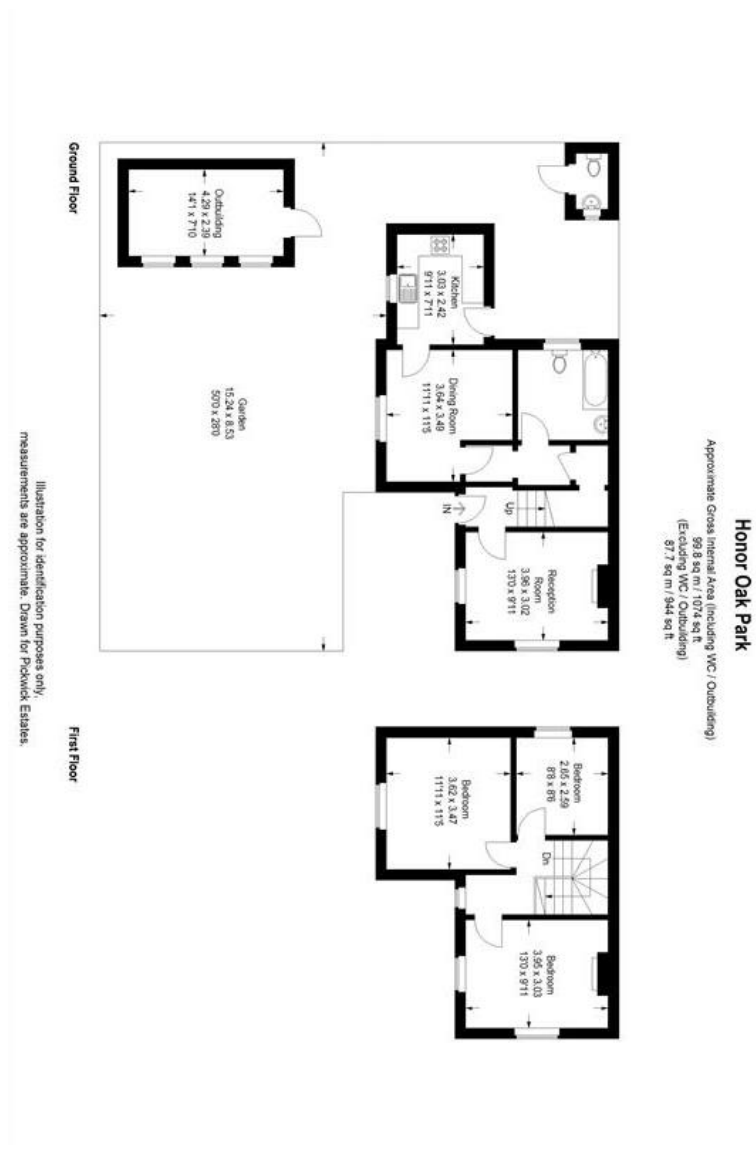 Honor Oak Park
Approximate Gross Internal Area (Including WC / Outbuilding)
99.8 sq m / 1074 sq ft
(Excluding WC / Outbuilding)
87.7 sq m / 944 sq ft
Kitchen
3.03 x 2.42
9'11 x 7'11
Dining Room
3.64 x 3.49
11'11 x 11'5
Up
IN
Reception
Room
3.96 x 3.02
13'0 x 9'11
Outbuilding
4.29 x 2.39
14'1 x 7'10
Garden
15.24 x 8.53
50'0 x 28'0
Ground Floor
Bedroom
2.65 x 2.59
8'8 x 8'6
Bedroom
3.62 x 3.47
11'11 x 11'5
Dn
Bedroom
3.95 x 3.03
13'0 x 9'11
First Floor
Illustration for identification purposes only,
measurements are approximate. Drawn for Pickwick Estates.